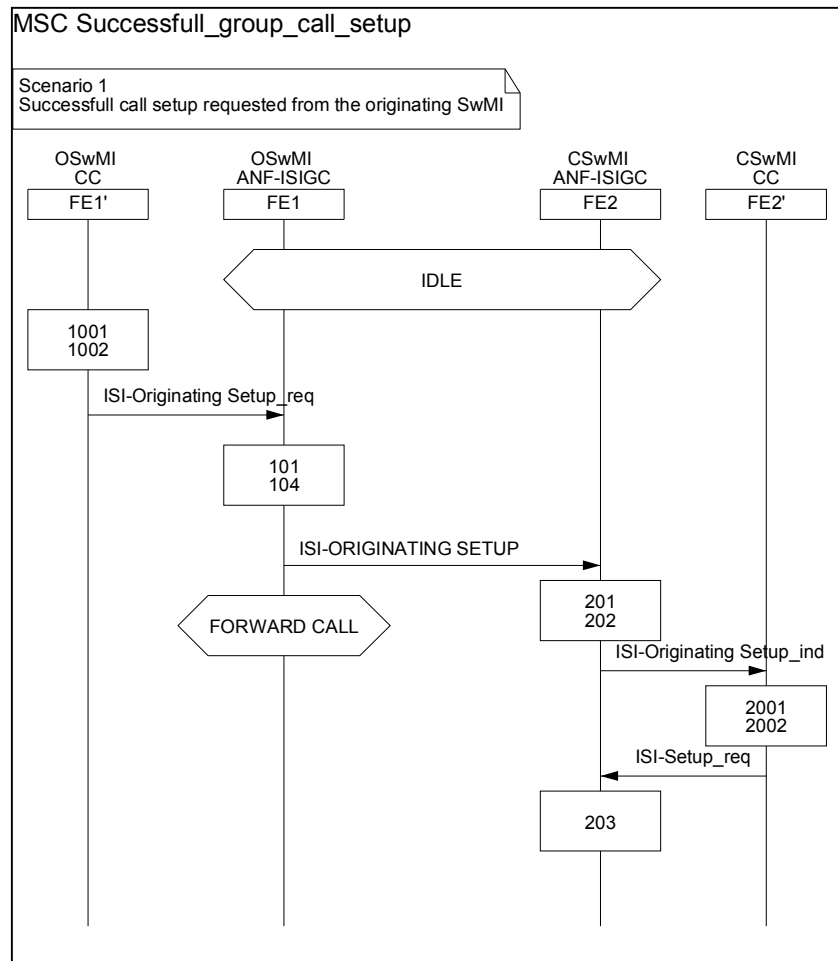 MSC Successfull_group_call_setup
Scenario 1
Successfull call setup requested from the originating SwMI
OSwMI
CC
FE1'
OSwMI
ANF-ISIGC
FE1
CSwMI
ANF-ISIGC
FE2
CSwMI
CC
FE2'
IDLE
1001
1002
ISI-Originating Setup_req
101
104
ISI-ORIGINATING SETUP
FORWARD CALL
201
202
ISI-Originating Setup_ind
2001
2002
ISI-Setup_req
203